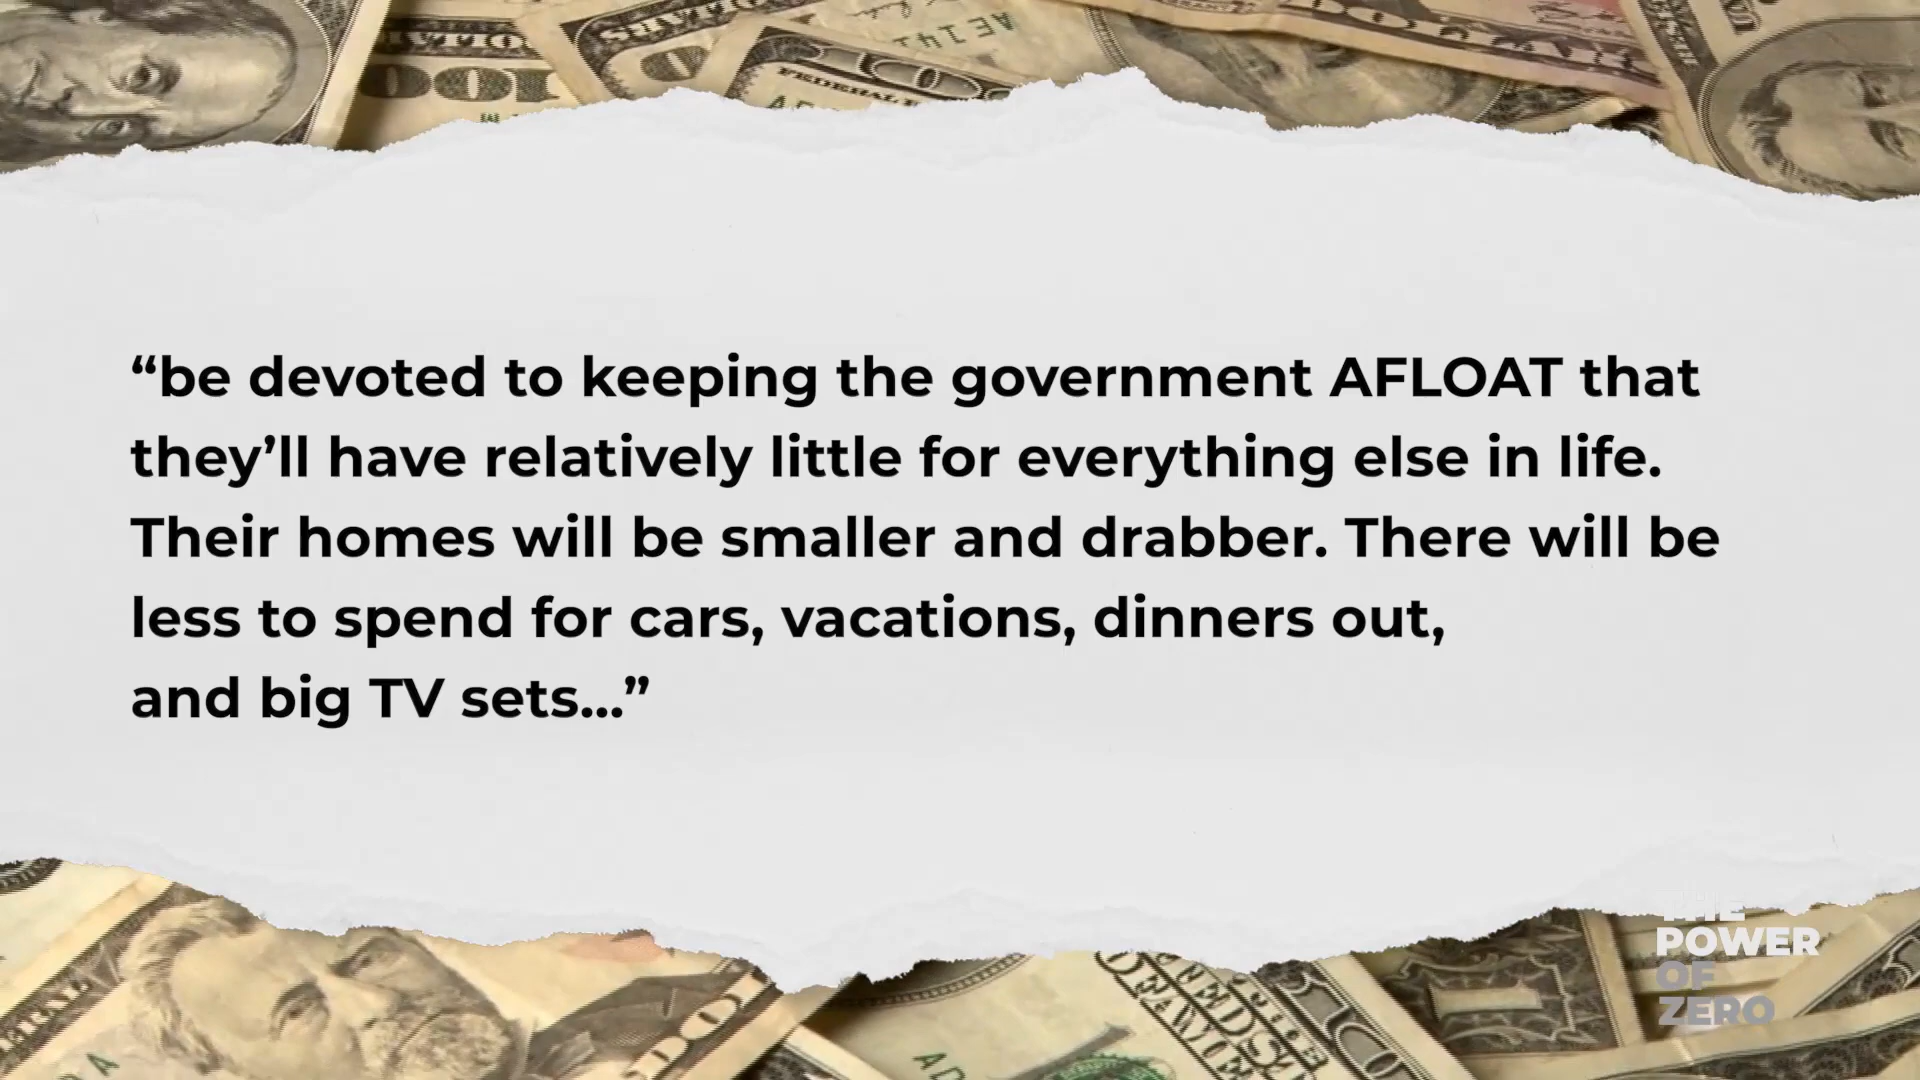 “be devoted to keeping the government AFLOAT that
they’ll have relatively little for everything else in life.
Their homes will be smaller and drabber. There will be
less to spend for cars, vacations, dinners out,
and big TV sets...”
THE
POWER
OF
ZERO